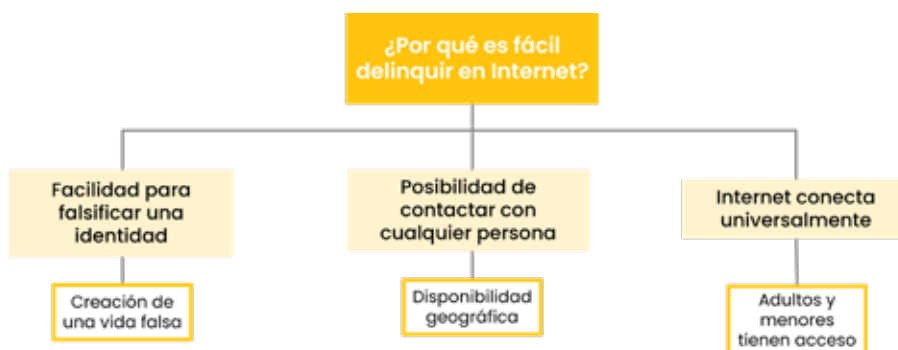 ¿Por qué es fácil
delinquir en Internet?
Facilidad para
falsificar una
identidad
Posibilidad de
contactar con
cualquier persona
Internet conecta
universalmente
Creación de
una vida falsa
Disponibilidad
geográfica
Adultos y
menores
tienen acceso